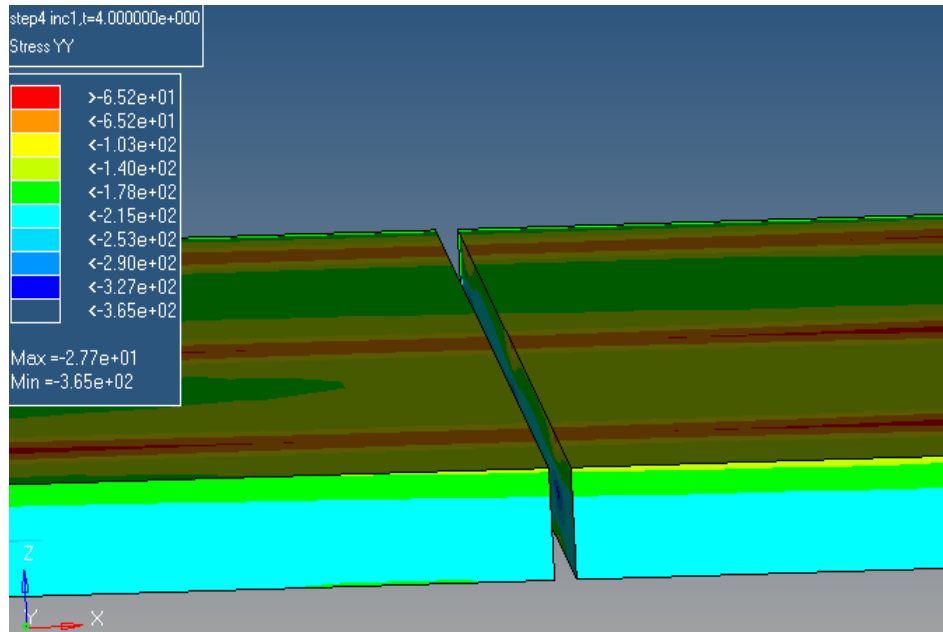 step4 inc1,t=4.000000e+000
Stress YY
>-6.52e+01
<-6.52e+01
<-1.03e+02
<-1.40e+02
<-1.78e+02
<-2.15e+02
<-2.53e+02
<-2.90e+02
<-3.27e+02
<-3.65e+02
Max =-2.77e+01
Min =-3.65e+02
Z
Y
X